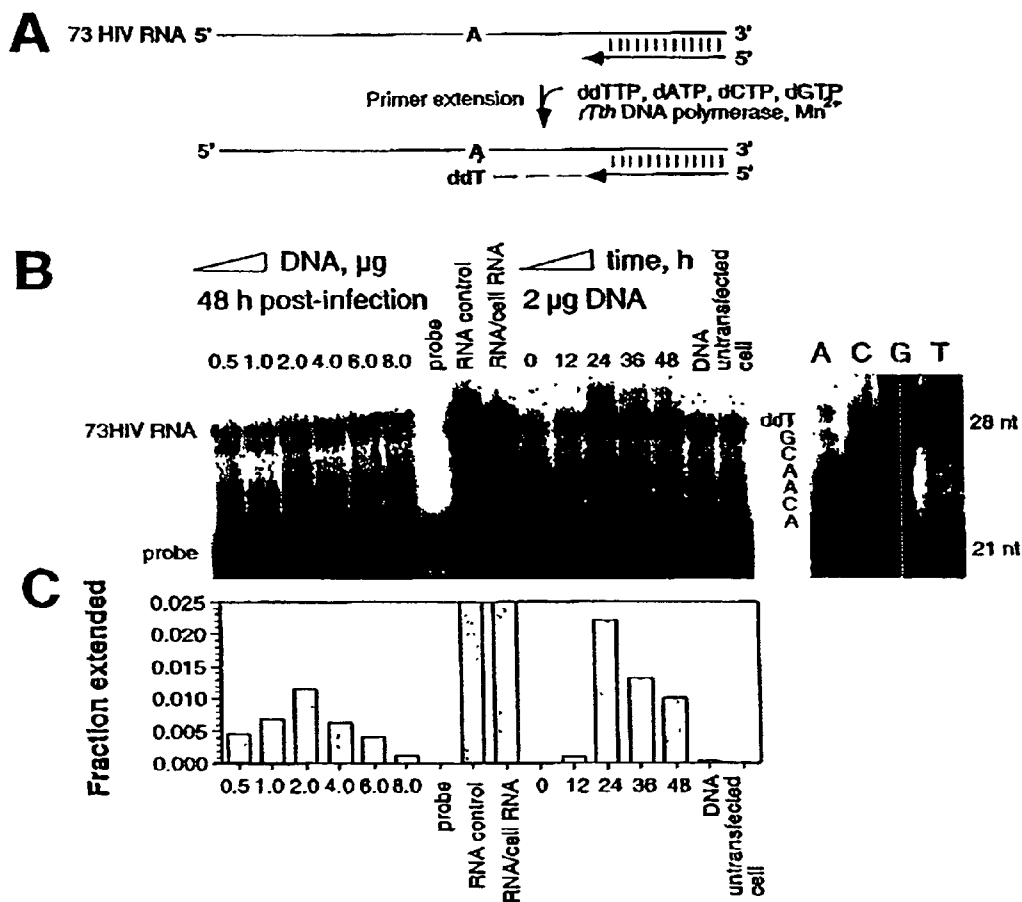 A
73 HIV RNA 5' A 3'
5'
Primer extension
ddTTP, dATP, dCTP, dGTP
rTth DNA polymerase, Mn2+
5' A 3'
ddT 5'
B
DNA, µg
48 h post-infection
probe
RNA control
RNA/cell RNA
time, h
2 µg DNA
DNA
untransfected
cell
0.5 1.0 2.0 4.0 6.0 8.0
0 12 24 36 48
A C G T
73HIV RNA
probe
ddT
G
C
A
A
C
A
28 nt
21 nt
C
Fraction extended
0.025
0.020
0.015
0.010
0.005
0.000
0.5 1.0 2.0 4.0 6.0 8.0
probe
RNA control
RNA/cell RNA
0 12 24 36 48
DNA
untransfected
cell